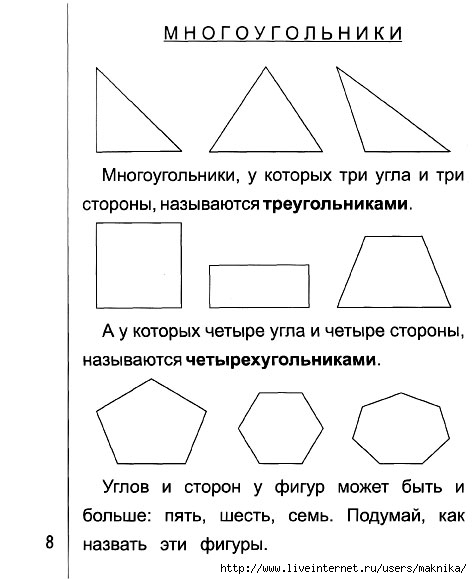 МНОГОУГОЛЬНИКИ
Многоугольники, у которых три угла и три
стороны, называются треугольниками.
А у которых четыре угла и четыре стороны,
называются четырехугольниками.
Углов и сторон у фигур может быть и
больше: пять, шесть, семь. Подумай, как
назвать эти фигуры.
8
http://www.liveinternet.ru/users/maknika/